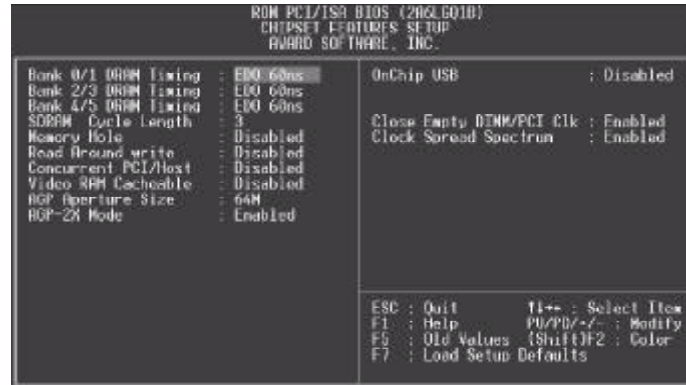 ROM PCI/ISA BIOS (2A6LGQ1B)
CHIPSET FEATURES SETUP
AWARD SOFTWARE, INC.
Bank 0/1 DRAM Timing : EDO 60ns
Bank 2/3 DRAM Timing : EDO 60ns
Bank 4/5 DRAM Timing : EDO 60ns
SDRAM Cycle Length : 3
Memory Hole : Disabled
Read Around write : Disabled
Concurrent PCI/Host : Disabled
Video RAM Cacheable : Disabled
AGP Aperture Size : 64M
AGP-2X Mode : Enabled
OnChip USB : Disabled
Close Empty DIMM/PCI Clk : Enabled
Clock Spread Spectrum : Enabled
ESC : Quit ↑↓→← : Select Item
F1 : Help PU/PD/+/- : Modify
F5 : Old Values (Shift)F2 : Color
F7 : Load Setup Defaults